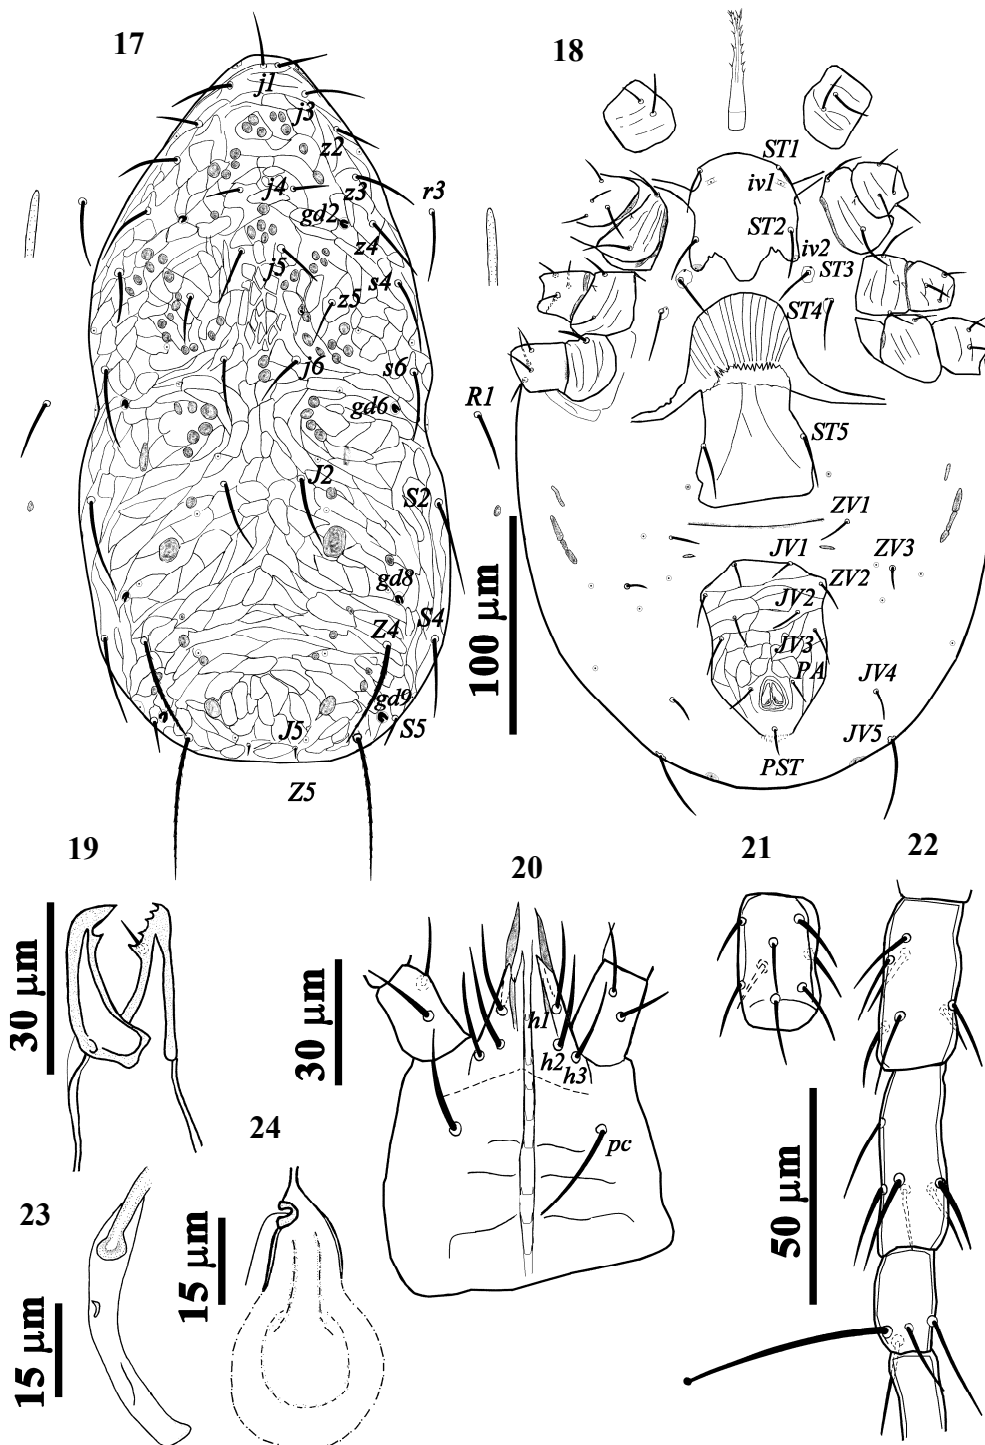 17
18
j1
j3
z2
j4
z3
r3
gd2
z4
j5
s4
z5
j6
s6
gd6
R1
J2
S2
gd8
Z4
S4
gd9
J5
S5
Z5
ST1
iv1
ST2
iv2
ST3
ST4
ST5
ZV1
JV1
ZV3
ZV2
JV2
JV3
PA
JV4
JV5
PST
100 µm
19
20
21
22
30 µm
30 µm
h1
h2
h3
pc
23
24
15 µm
15 µm
50 µm